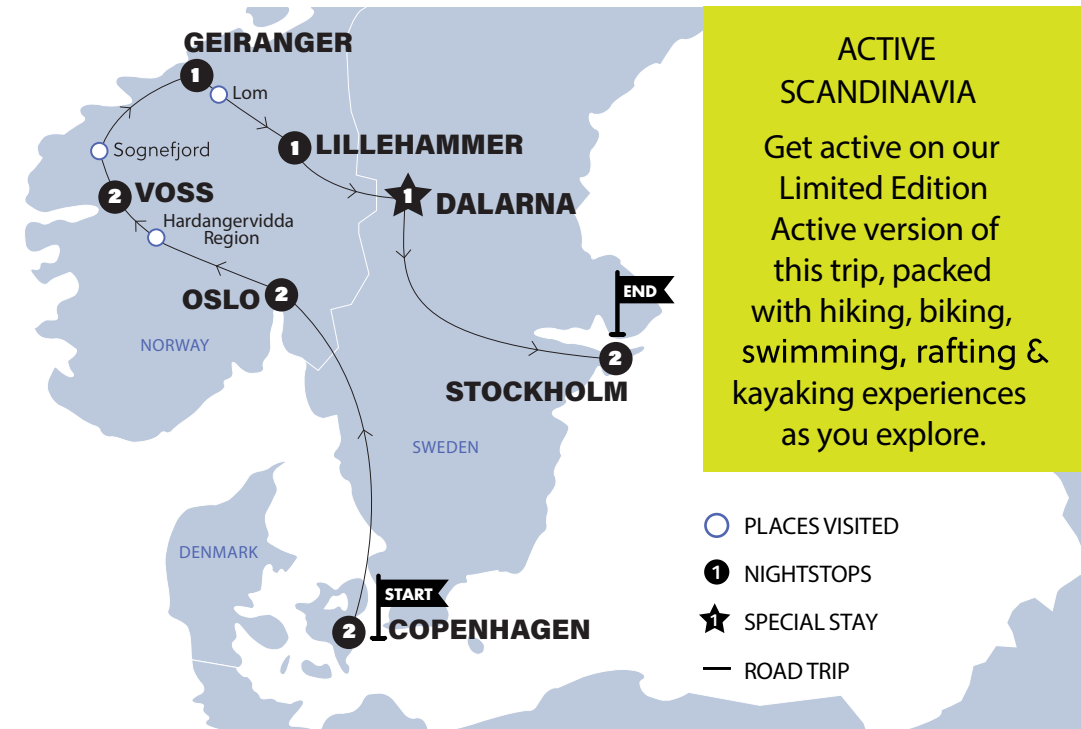 GEIRANGER
1
Lom
1 LILLEHAMMER
Sognefjord
2 VOSS
1 DALARNA
Hardangervidda
Region
OSLO 2
END
NORWAY
2
STOCKHOLM
SWEDEN
DENMARK
START
2 COPENHAGEN
ACTIVE
SCANDINAVIA
Get active on our
Limited Edition
Active version of
this trip, packed
with hiking, biking,
swimming, rafting &
kayaking experiences
as you explore.
PLACES VISITED
1 NIGHTSTOPS
1 SPECIAL STAY
ROAD TRIP